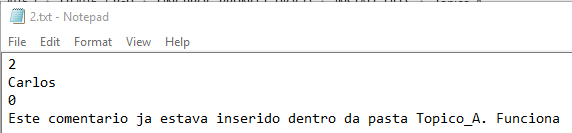 2.txt - Notepad
File Edit Format View Help
2
Carlos
0
Este comentario ja estava inserido dentro da pasta Topico_A. Funciona